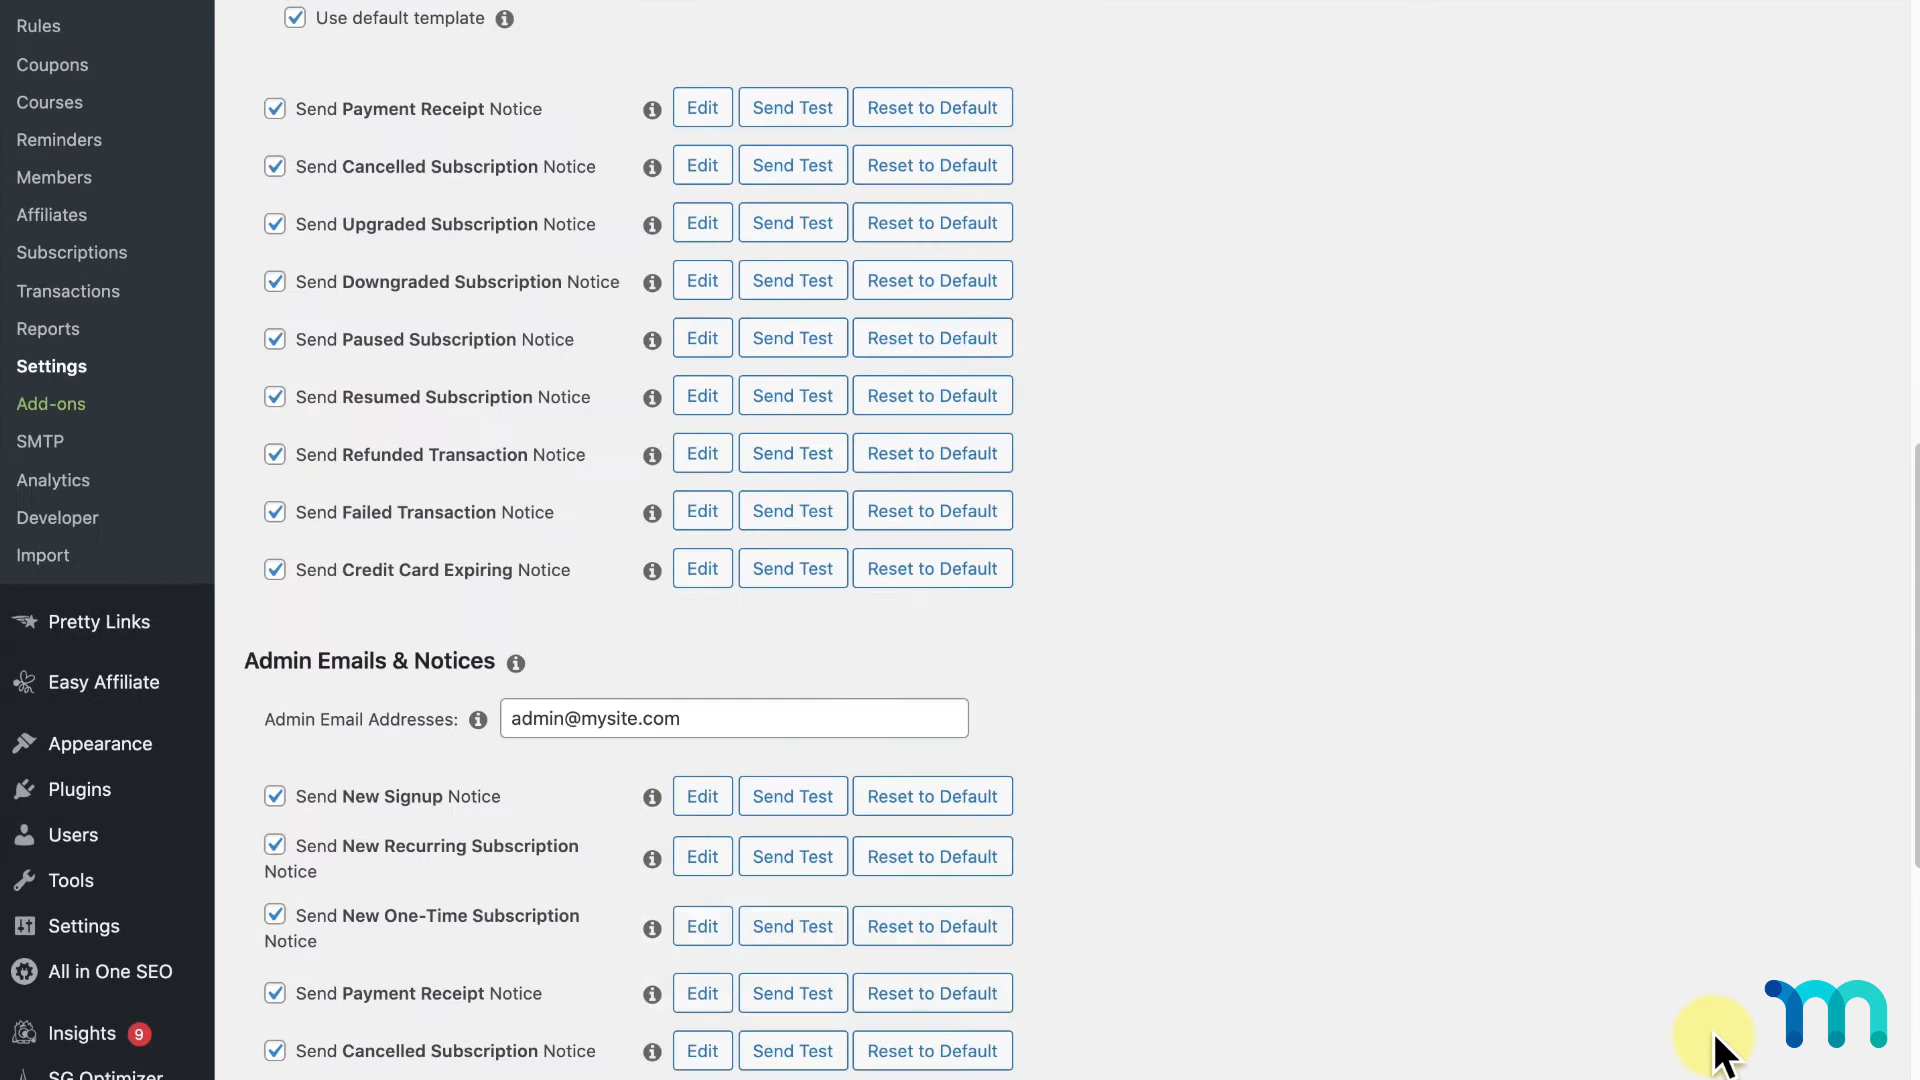 Rules
Coupons
Courses
Reminders
Members
Affiliates
Subscriptions
Transactions
Reports
Settings
Add-ons
SMTP
Analytics
Developer
Import
Pretty Links
Easy Affiliate
Appearance
Plugins
Users
Tools
Settings
All in One SEO
Insights 9
SG Optimizer
Use default template
Send Payment Receipt Notice Edit Send Test Reset to Default
Send Cancelled Subscription Notice Edit Send Test Reset to Default
Send Upgraded Subscription Notice Edit Send Test Reset to Default
Send Downgraded Subscription Notice Edit Send Test Reset to Default
Send Paused Subscription Notice Edit Send Test Reset to Default
Send Resumed Subscription Notice Edit Send Test Reset to Default
Send Refunded Transaction Notice Edit Send Test Reset to Default
Send Failed Transaction Notice Edit Send Test Reset to Default
Send Credit Card Expiring Notice Edit Send Test Reset to Default
Admin Emails & Notices
Admin Email Addresses: admin@mysite.com
Send New Signup Notice Edit Send Test Reset to Default
Send New Recurring Subscription
Notice Edit Send Test Reset to Default
Send New One-Time Subscription
Notice Edit Send Test Reset to Default
Send Payment Receipt Notice Edit Send Test Reset to Default
Send Cancelled Subscription Notice Edit Send Test Reset to Default
m